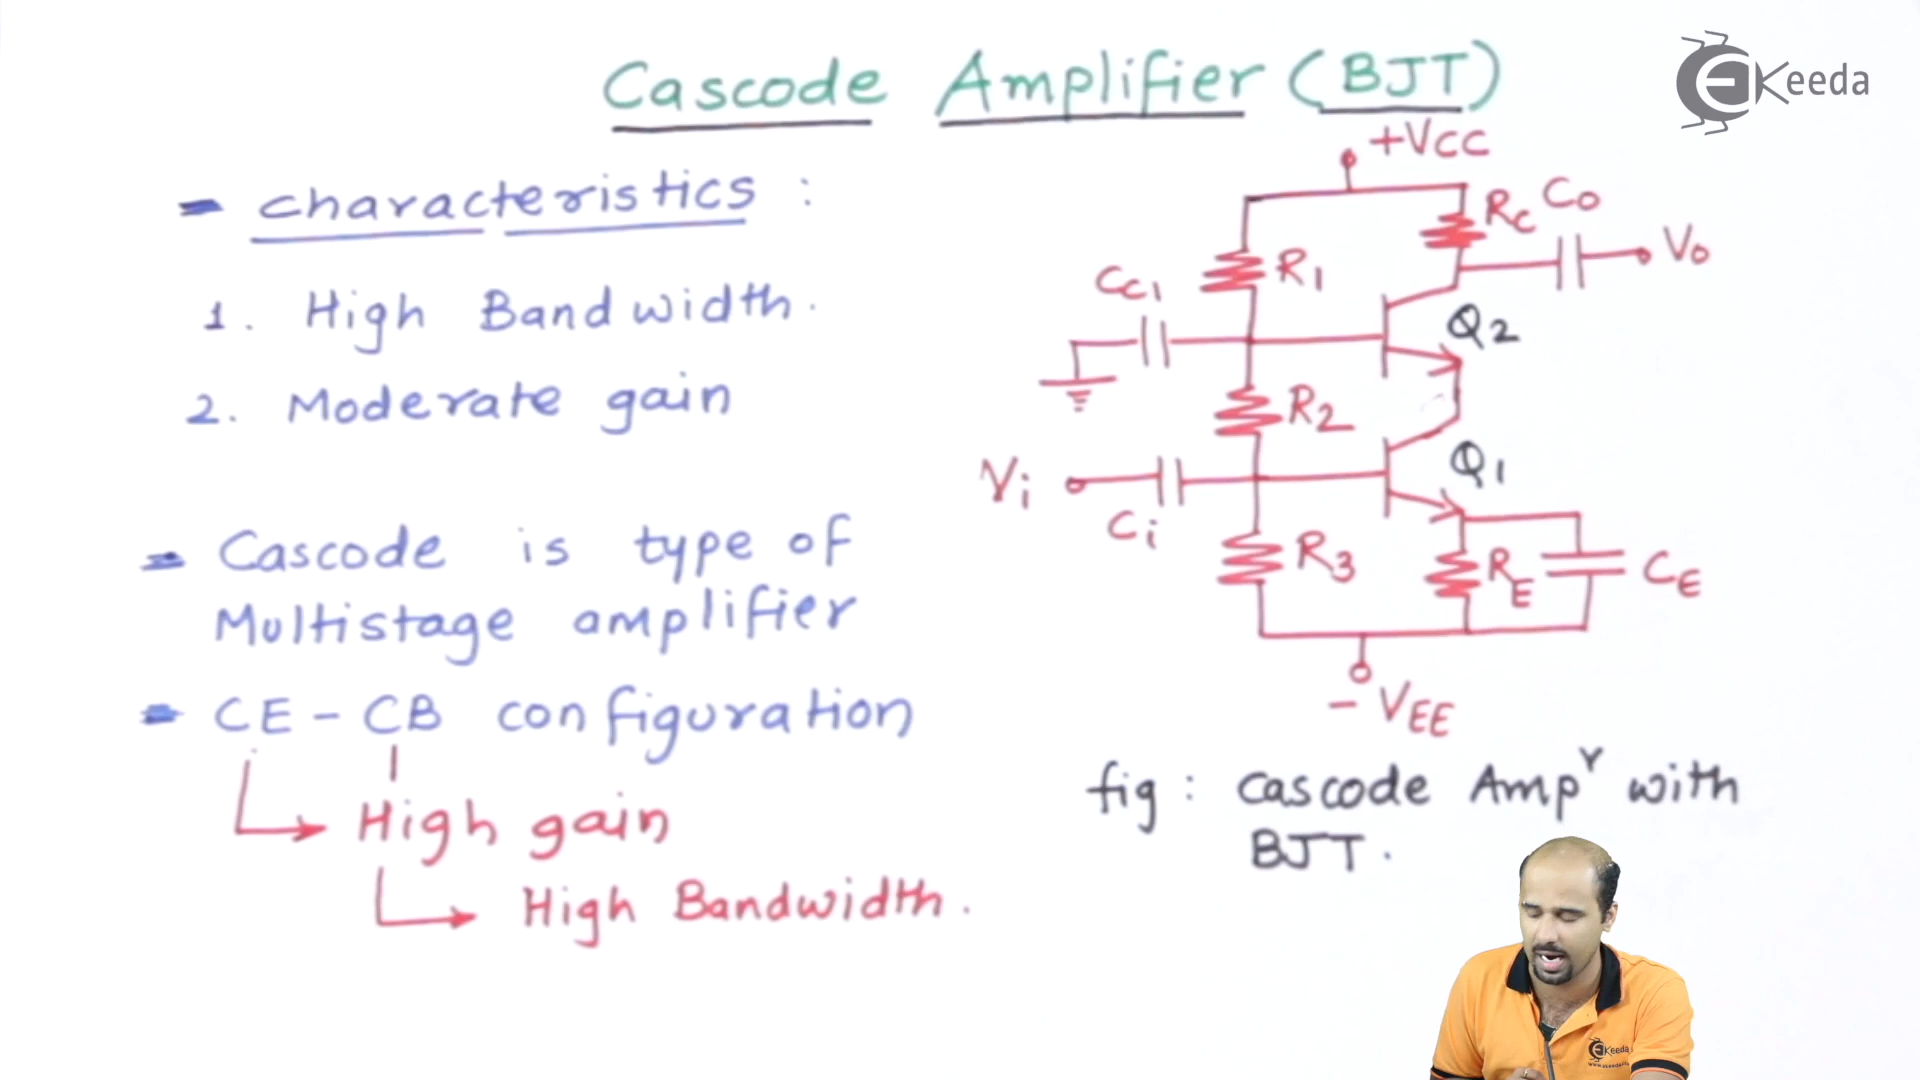 Cascode Amplifier (BJT)
EKeeda
characteristics :
1. High Bandwidth.
2. Moderate gain
Cascode is type of
Multistage amplifier
CE - CB configuration
High gain
High Bandwidth.
+VCC
RC
Co
Vo
R1
CC1
Q2
R2
Vi
Ci
Q1
R3
RE
CE
- VEE
fig : Cascode Ampr with
BJT.
EKeeda